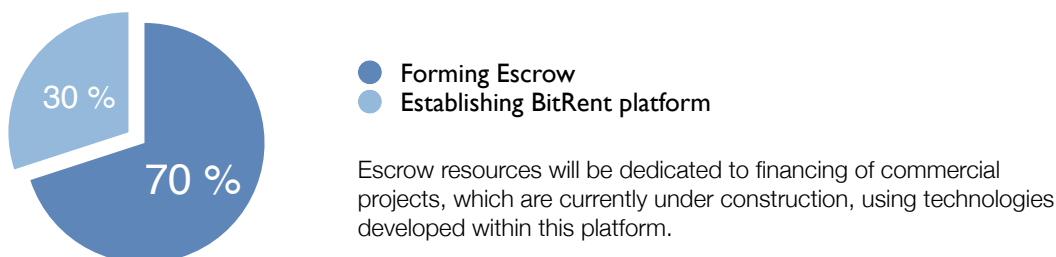 30 %
70 %
Forming Escrow
Establishing BitRent platform
Escrow resources will be dedicated to financing of commercial
projects, which are currently under construction, using technologies
developed within this platform.